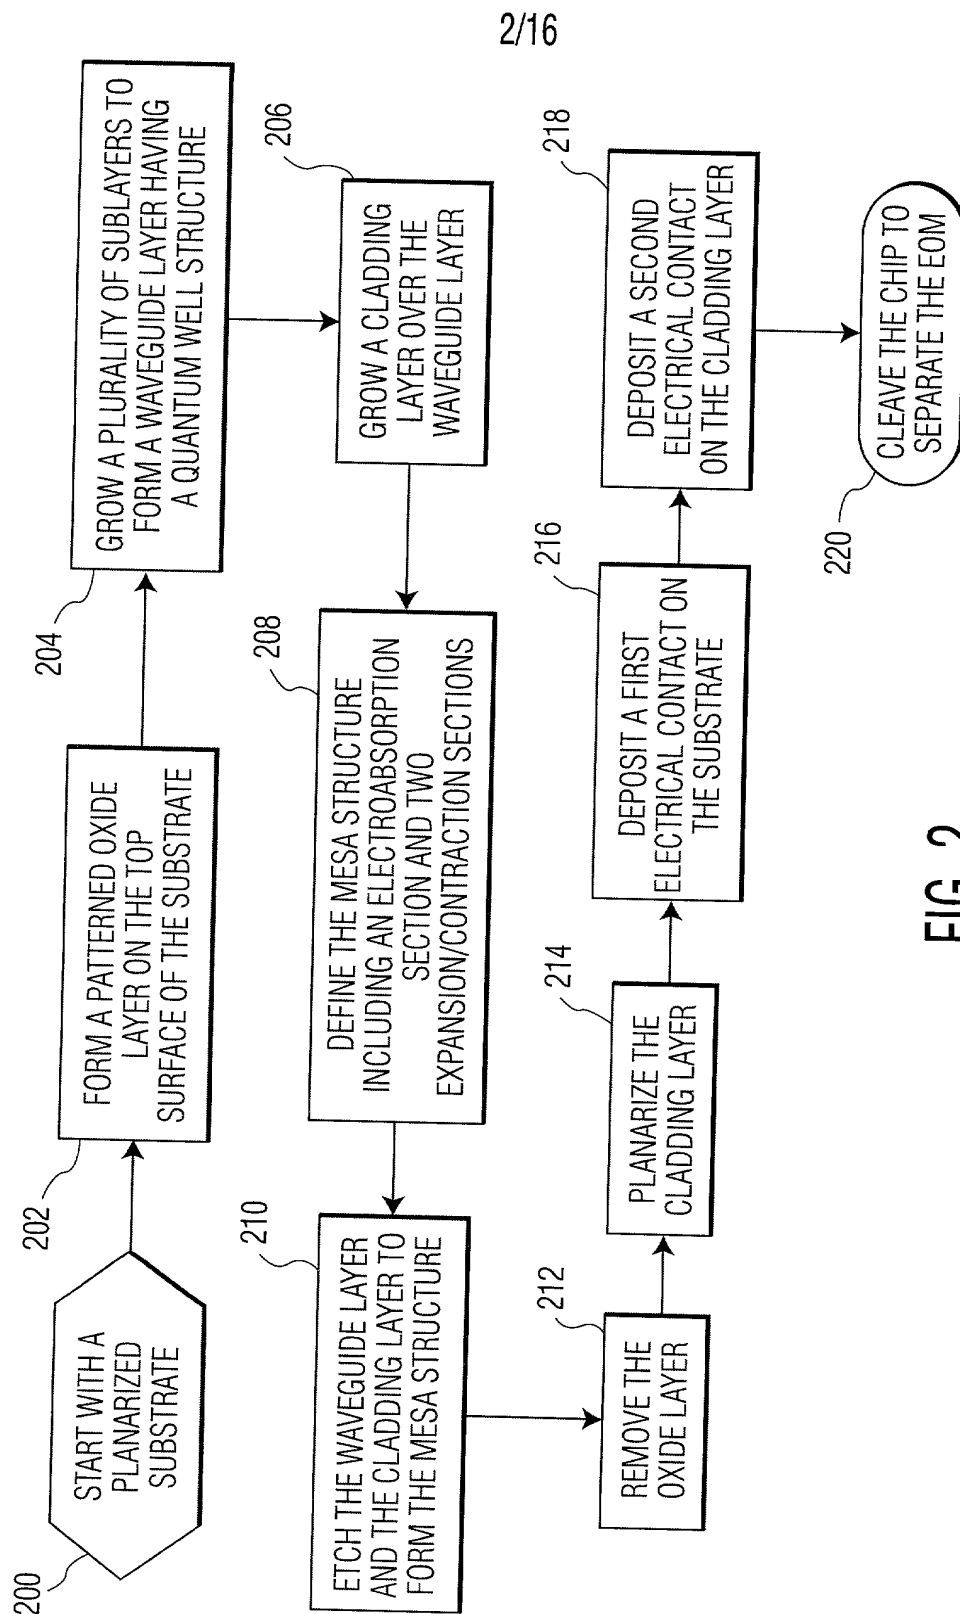 2/16
200
START WITH A
PLANARIZED
SUBSTRATE
202
FORM A PATTERNED OXIDE
LAYER ON THE TOP
SURFACE OF THE SUBSTRATE
204
GROW A PLURALITY OF SUBLAYERS TO
FORM A WAVEGUIDE LAYER HAVING
A QUANTUM WELL STRUCTURE
206
GROW A CLADDING
LAYER OVER THE
WAVEGUIDE LAYER
208
DEFINE THE MESA STRUCTURE
INCLUDING AN ELECTROABSORPTION
SECTION AND TWO
EXPANSION/CONTRACTION SECTIONS
210
ETCH THE WAVEGUIDE LAYER
AND THE CLADDING LAYER TO
FORM THE MESA STRUCTURE
212
REMOVE THE
OXIDE LAYER
214
PLANARIZE THE
CLADDING LAYER
216
DEPOSIT A FIRST
ELECTRICAL CONTACT ON
THE SUBSTRATE
218
DEPOSIT A SECOND
ELECTRICAL CONTACT
ON THE CLADDING LAYER
220
CLEAVE THE CHIP TO
SEPARATE THE EOM
FIG. 2